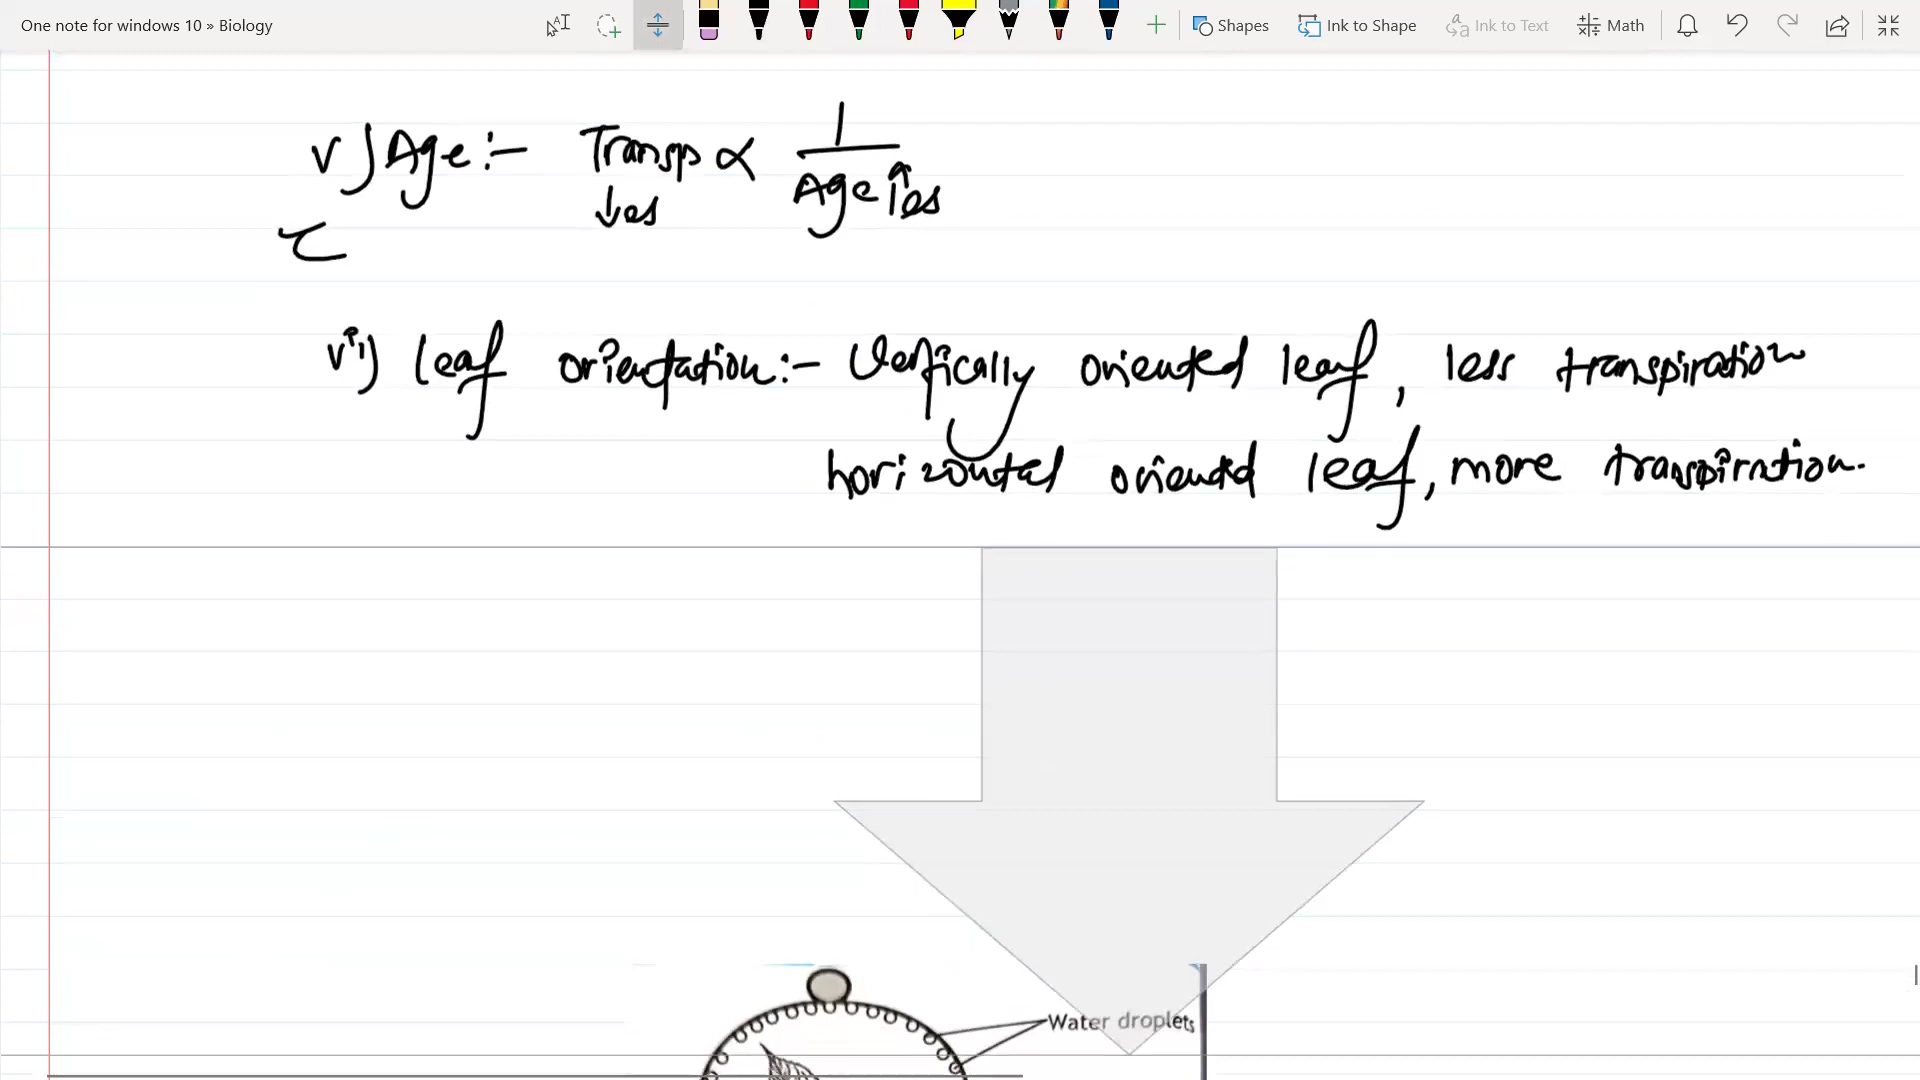 One note for windows 10 » Biology
Shapes Ink to Shape Ink to Text Math
v) Age :- Transp ∝ 1 / Age ↑es
↓es
vi) leaf orientation :- Vertically oriented leaf, less transpiration
horizontal oriented leaf, more transpiration.
Water droplets